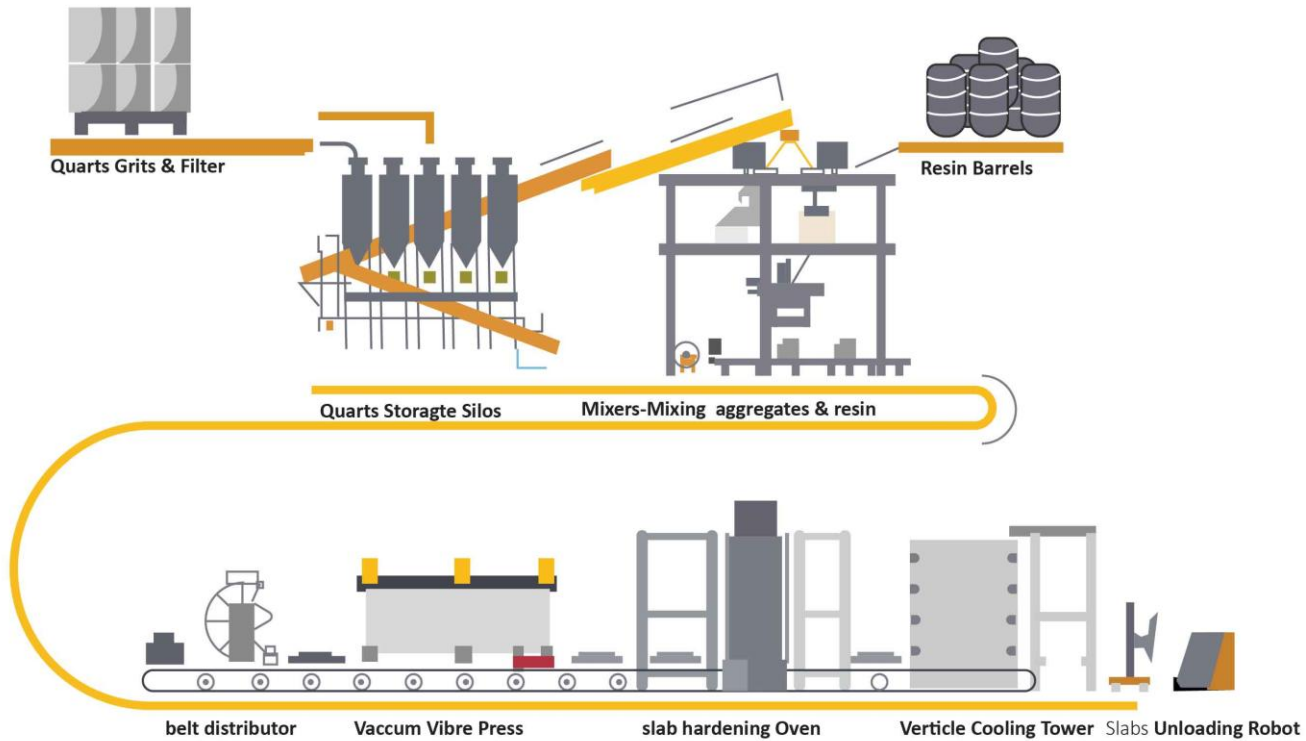 Quarts Grits & Filter
Resin Barrels
Quarts Storagte Silos
Mixers-Mixing aggregates & resin
belt distributor
Vaccum Vibre Press
slab hardening Oven
Verticle Cooling Tower
Slabs Unloading Robot